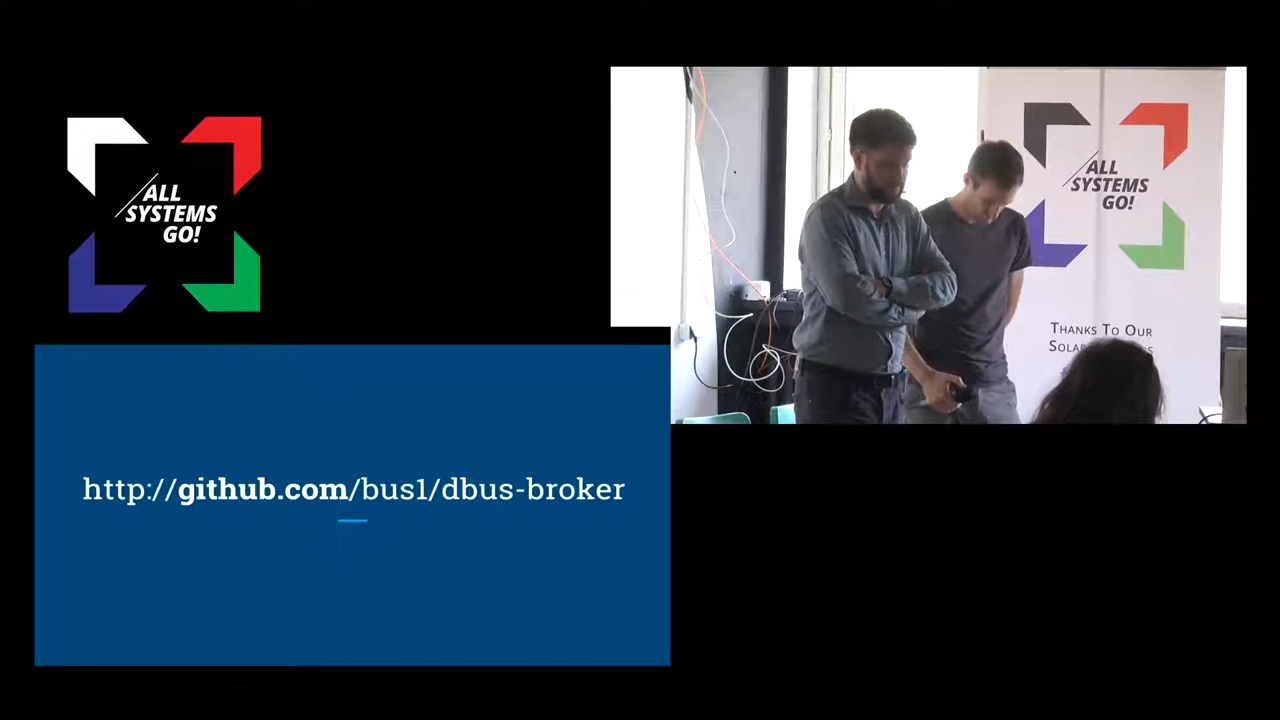 ALL
SYSTEMS
GO!
http://github.com/bus1/dbus-broker
ALL
SYSTEMS
GO!
THANKS TO OUR